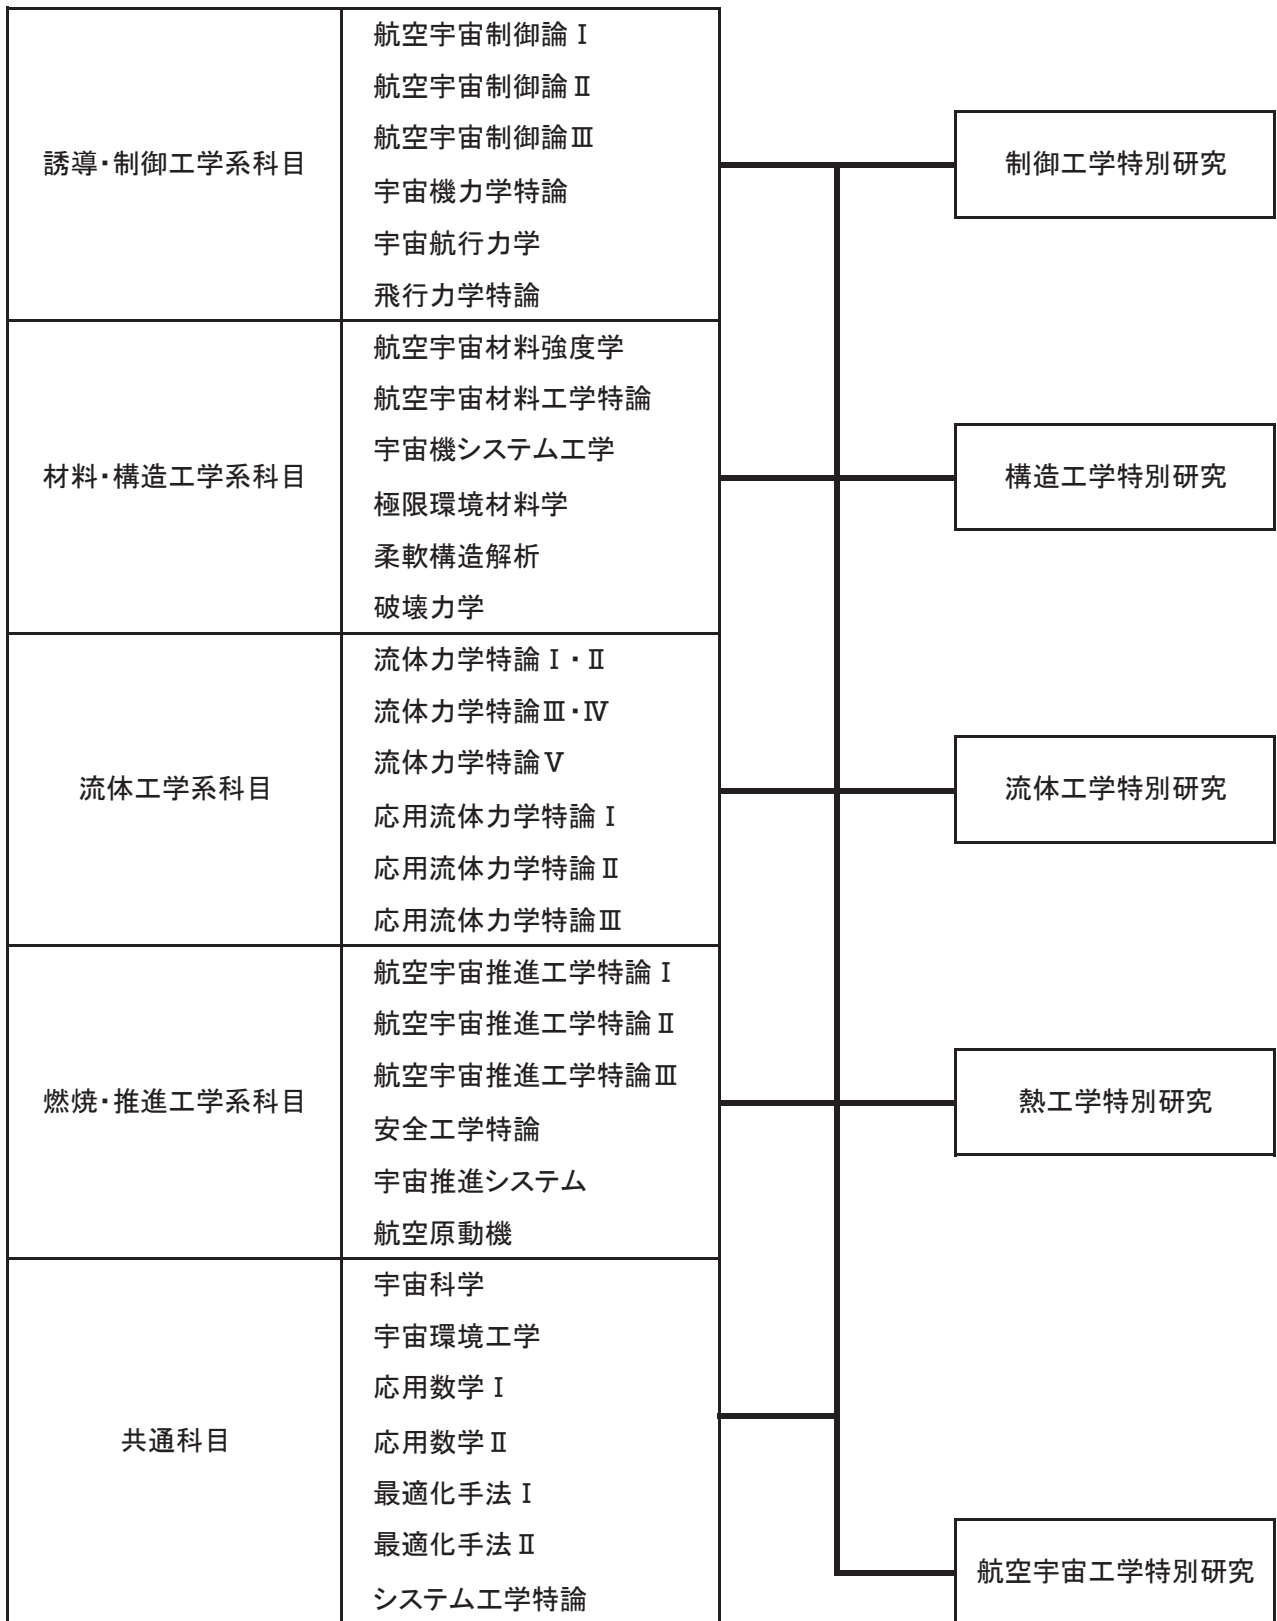 誘導・制御工学系科目
航空宇宙制御論Ⅰ
航空宇宙制御論Ⅱ
航空宇宙制御論Ⅲ
宇宙機力学特論
宇宙航行力学
飛行力学特論
制御工学特別研究
材料・構造工学系科目
航空宇宙材料強度学
航空宇宙材料工学特論
宇宙機システム工学
極限環境材料学
柔軟構造解析
破壊力学
構造工学特別研究
流体工学系科目
流体力学特論Ⅰ・Ⅱ
流体力学特論Ⅲ・Ⅳ
流体力学特論Ⅴ
応用流体力学特論Ⅰ
応用流体力学特論Ⅱ
応用流体力学特論Ⅲ
流体工学特別研究
燃焼・推進工学系科目
航空宇宙推進工学特論Ⅰ
航空宇宙推進工学特論Ⅱ
航空宇宙推進工学特論Ⅲ
安全工学特論
宇宙推進システム
航空原動機
熱工学特別研究
共通科目
宇宙科学
宇宙環境工学
応用数学Ⅰ
応用数学Ⅱ
最適化手法Ⅰ
最適化手法Ⅱ
システム工学特論
航空宇宙工学特別研究